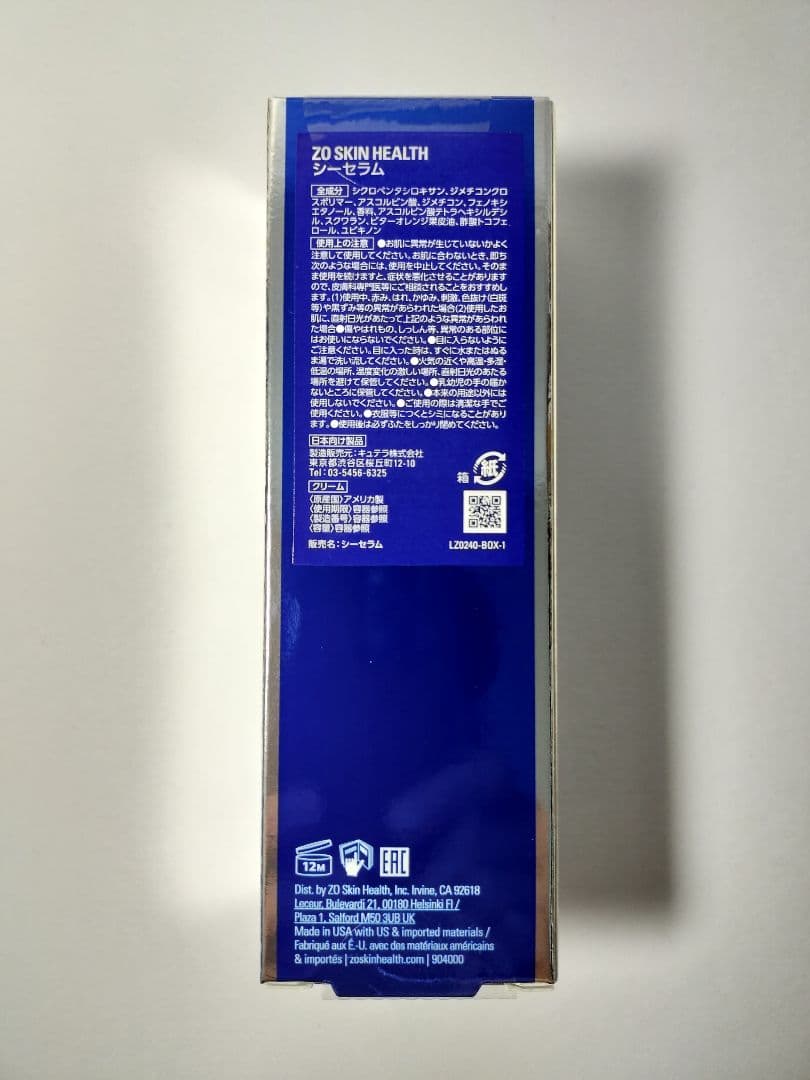 ZO SKIN HEALTH
シーセラム
全成分 シクロペンタシロキサン、ジメチコンクロ
スポリマー、アスコルビン酸、ジメチコン、フェノキシ
エタノール、香料、アスコルビン酸テトラヘキシルデシ
ル、スクワラン、ビターオレンジ果皮油、酢酸トコフェ
ロール、ユビキノン
使用上の注意 ●お肌に異常が生じていないかよく
注意して使用してください。お肌に合わないとき、即ち
次のような場合には、使用を中止してください。そのま
ま使用を続けますと、症状を悪化させることがあります
ので、皮膚科専門医等にご相談されることをおすすめし
ます。(1)使用中、赤み、はれ、かゆみ、刺激、色抜け(白斑
等)や黒ずみ等の異常があらわれた場合(2)使用したお
肌に、直射日光があたって上記のような異常があらわれ
た場合●傷やはれもの、しっしん等、異常のある部位に
はお使いにならないでください。●目に入らないように
ご注意ください。目に入った時は、すぐに水またはぬる
ま湯で洗い流してください。●火気の近くや高温・多湿・
低温の場所、温度変化の激しい場所、直射日光のあたる
場所を避けて保管してください。●乳幼児の手の届か
ないところに保管してください。●本来の用途以外には
使用しないでください。●ご使用の際は清潔な手でご
使用ください。●衣服等につくとシミになることがあり
ます。●使用後は必ずふたをしっかり閉めてください。
日本向け製品
製造販売元:キュテラ株式会社
東京都渋谷区桜丘町12-10
Tel:03-5456-6325
箱 紙
クリーム
〈原産国〉アメリカ製
〈使用期限〉容器参照
〈製造番号〉容器参照
〈容量〉容器参照
販売名:シーセラム LZ0240-BOX-1
12M EAC
Dist. by ZO Skin Health, Inc. Irvine, CA 92618
Leceur, Bulevardi 21, 00180 Helsinki FI /
Plaza 1, Salford M50 3UB UK
Made in USA with US & imported materials /
Fabriqué aux É.-U. avec des matériaux américains
& importés | zoskinhealth.com | 904000